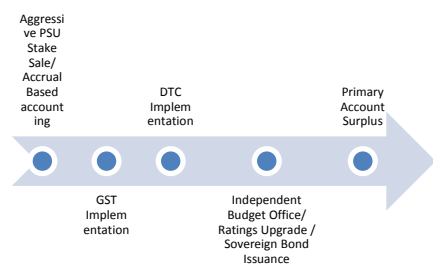 Aggressi
ve PSU
Stake
Sale/
Accrual
Based
account
ing
GST
Implem
entation
DTC
Implem
entation
Independent
Budget Office/
Ratings Upgrade /
Sovereign Bond
Issuance
Primary
Account
Surplus